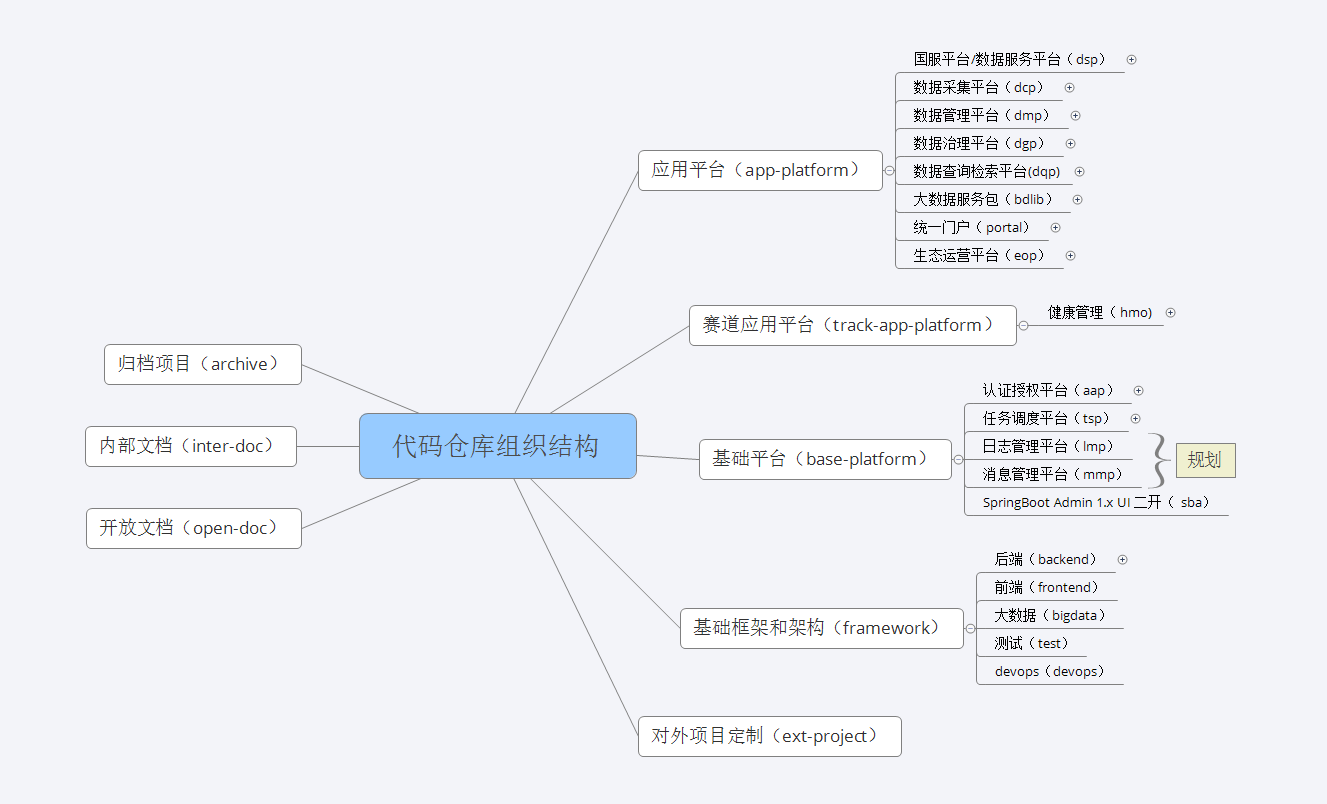 代码仓库组织结构
应用平台（app-platform）
国服平台/数据服务平台（dsp）
数据采集平台（dcp）
数据管理平台（dmp）
数据治理平台（dgp）
数据查询检索平台(dqp)
大数据服务包（bdlib）
统一门户（portal）
生态运营平台（eop）
赛道应用平台（track-app-platform）
健康管理（ hmo)
基础平台（base-platform）
认证授权平台（aap）
任务调度平台（tsp）
日志管理平台（lmp）
消息管理平台（mmp）
规划
SpringBoot Admin 1.x UI 二开（ sba）
基础框架和架构（framework）
后端（backend）
前端（frontend）
大数据（bigdata）
测试（test）
devops（devops）
对外项目定制（ext-project）
归档项目（archive）
内部文档（inter-doc）
开放文档（open-doc）